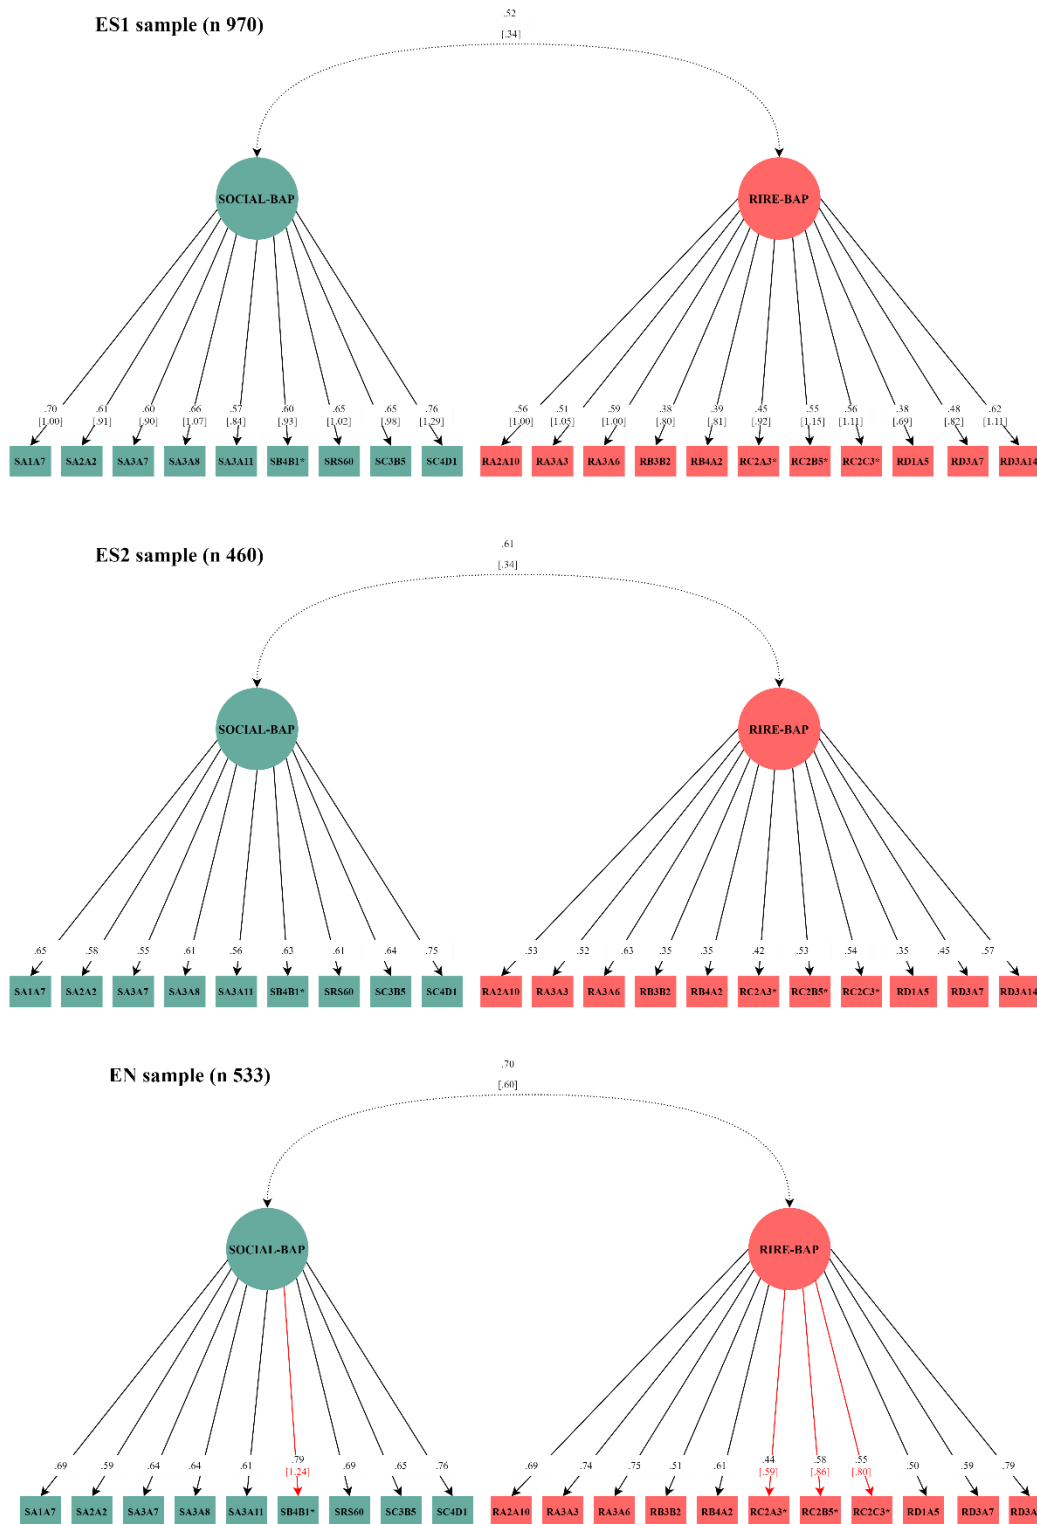 ES1 sample (n 970)
.52
[.34]
SOCIAL-BAP RIRE-BAP
.70 .61 .60 .66 .57 .60 .65 .65 .76 .56 .51 .59 .38 .39 .45 .55 .56 .38 .48 .62
[1.00] [.91] [.90] [1.07] [.84] [.93] [1.02] [.98] [1.29] [1.00] [1.05] [1.00] [.80] [.81] [.92] [1.15] [1.11] [.69] [.82] [1.11]
SA1A7 SA2A2 SA3A7 SA3A8 SA3A11 SB4B1* SRS60 SC3B5 SC4D1 RA2A10 RA3A3 RA3A6 RB3B2 RB4A2 RC2A3* RC2B5* RC2C3* RD1A5 RD3A7 RD3A14
ES2 sample (n 460)
.61
[.34]
SOCIAL-BAP RIRE-BAP
.65 .58 .55 .61 .56 .63 .61 .64 .75 .53 .52 .63 .35 .35 .42 .53 .54 .35 .45 .57
SA1A7 SA2A2 SA3A7 SA3A8 SA3A11 SB4B1* SRS60 SC3B5 SC4D1 RA2A10 RA3A3 RA3A6 RB3B2 RB4A2 RC2A3* RC2B5* RC2C3* RD1A5 RD3A7 RD3A14
EN sample (n 533)
.70
[.60]
SOCIAL-BAP RIRE-BAP
.69 .59 .64 .64 .61 .79 .69 .65 .76 .69 .74 .75 .51 .61 .44 .58 .55 .50 .59 .79
[1.24] [.59] [.86] [.80]
SA1A7 SA2A2 SA3A7 SA3A8 SA3A11 SB4B1* SRS60 SC3B5 SC4D1 RA2A10 RA3A3 RA3A6 RB3B2 RB4A2 RC2A3* RC2B5* RC2C3* RD1A5 RD3A7 RD3A